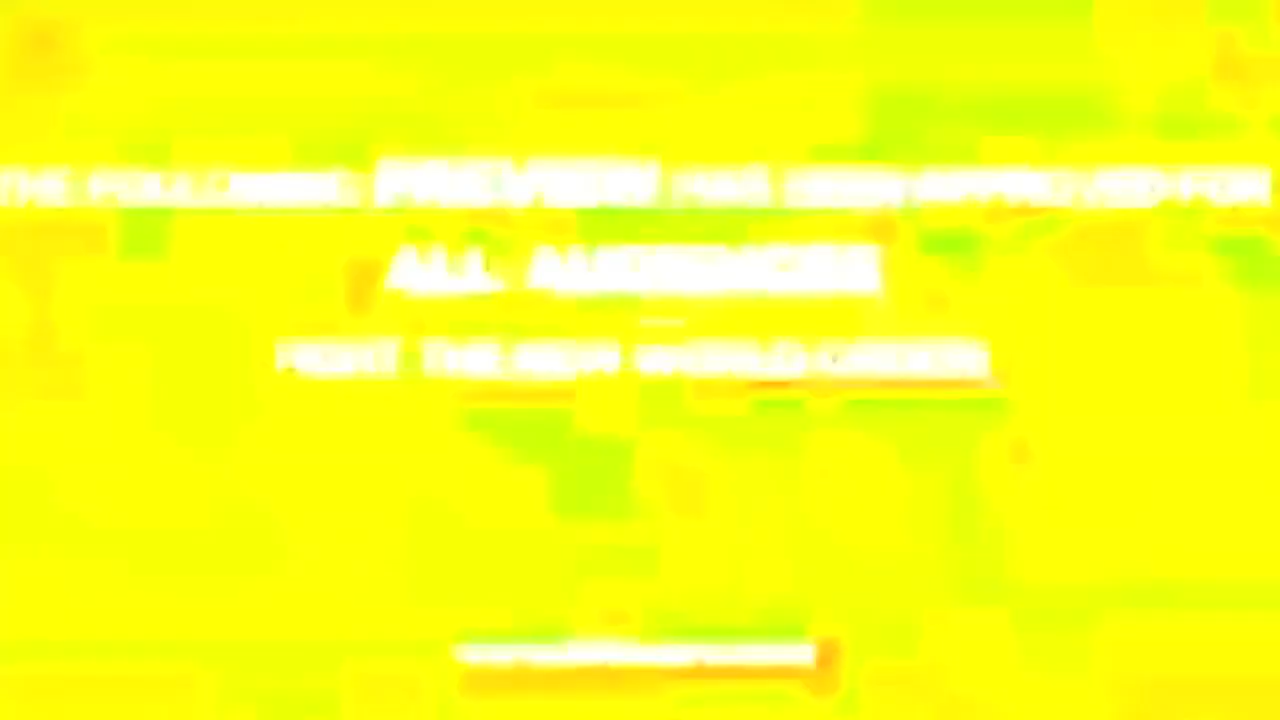 THE FOLLOWING PREVIEW HAS BEEN APPROVED FOR
ALL AUDIENCES
FIGHT THE NEW WORLD ORDER